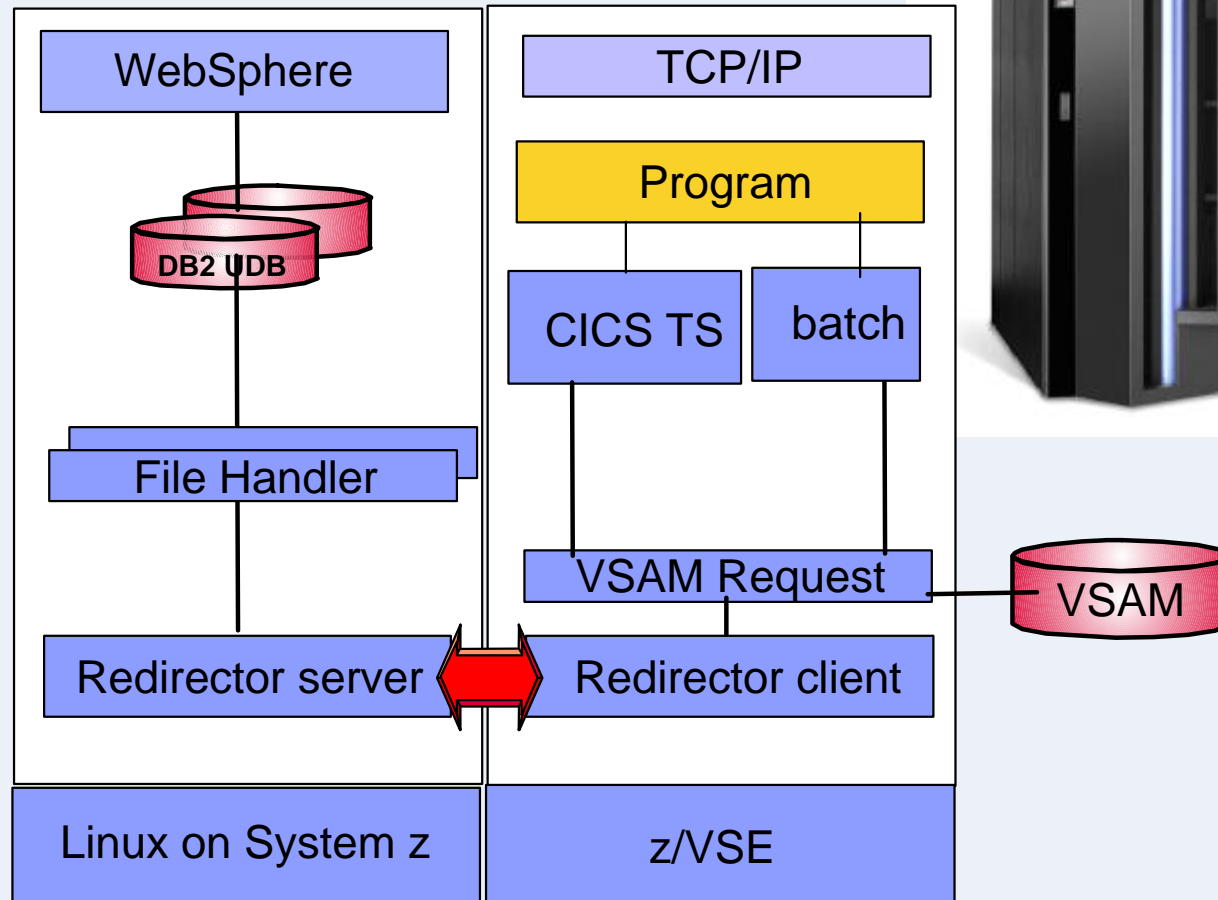 WebSphere
DB2 UDB
File Handler
Redirector server
Linux on System z
TCP/IP
Program
CICS TS
batch
VSAM Request
Redirector client
z/VSE
VSAM